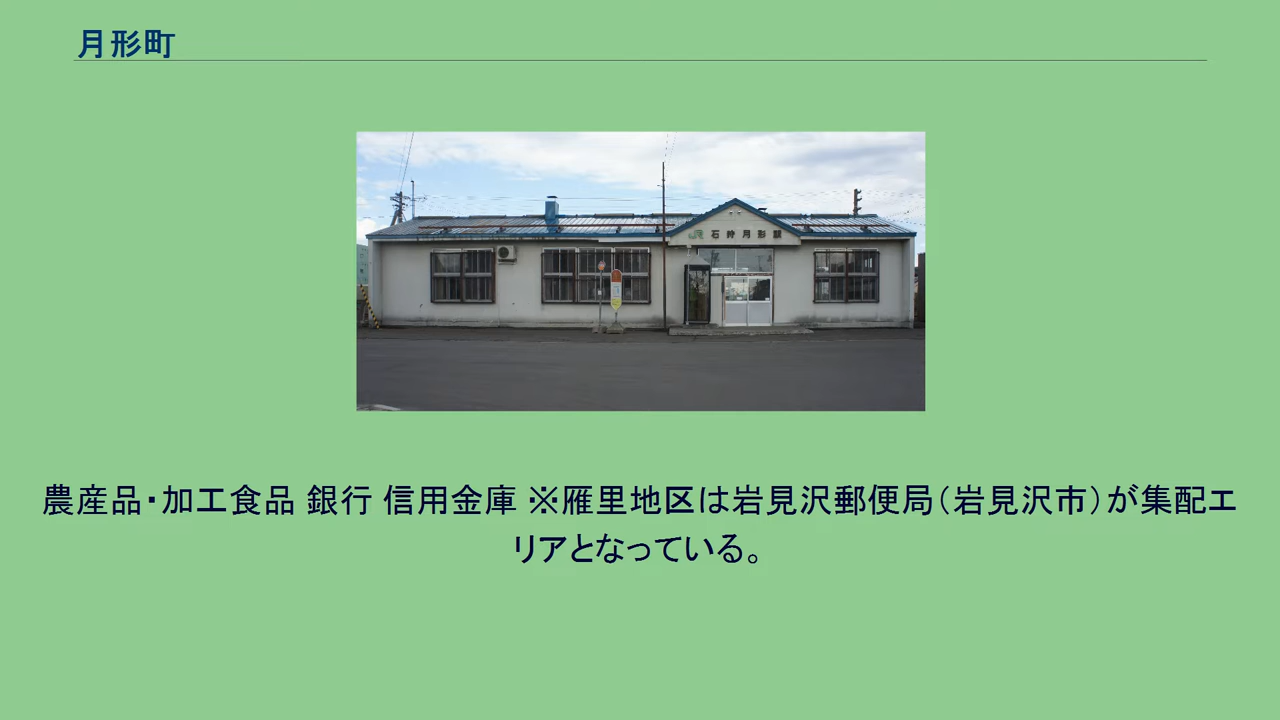 月形町
JR 石狩月形駅
農産品・加工食品 銀行 信用金庫 ※雁里地区は岩見沢郵便局（岩見沢市）が集配エ
リアとなっている。